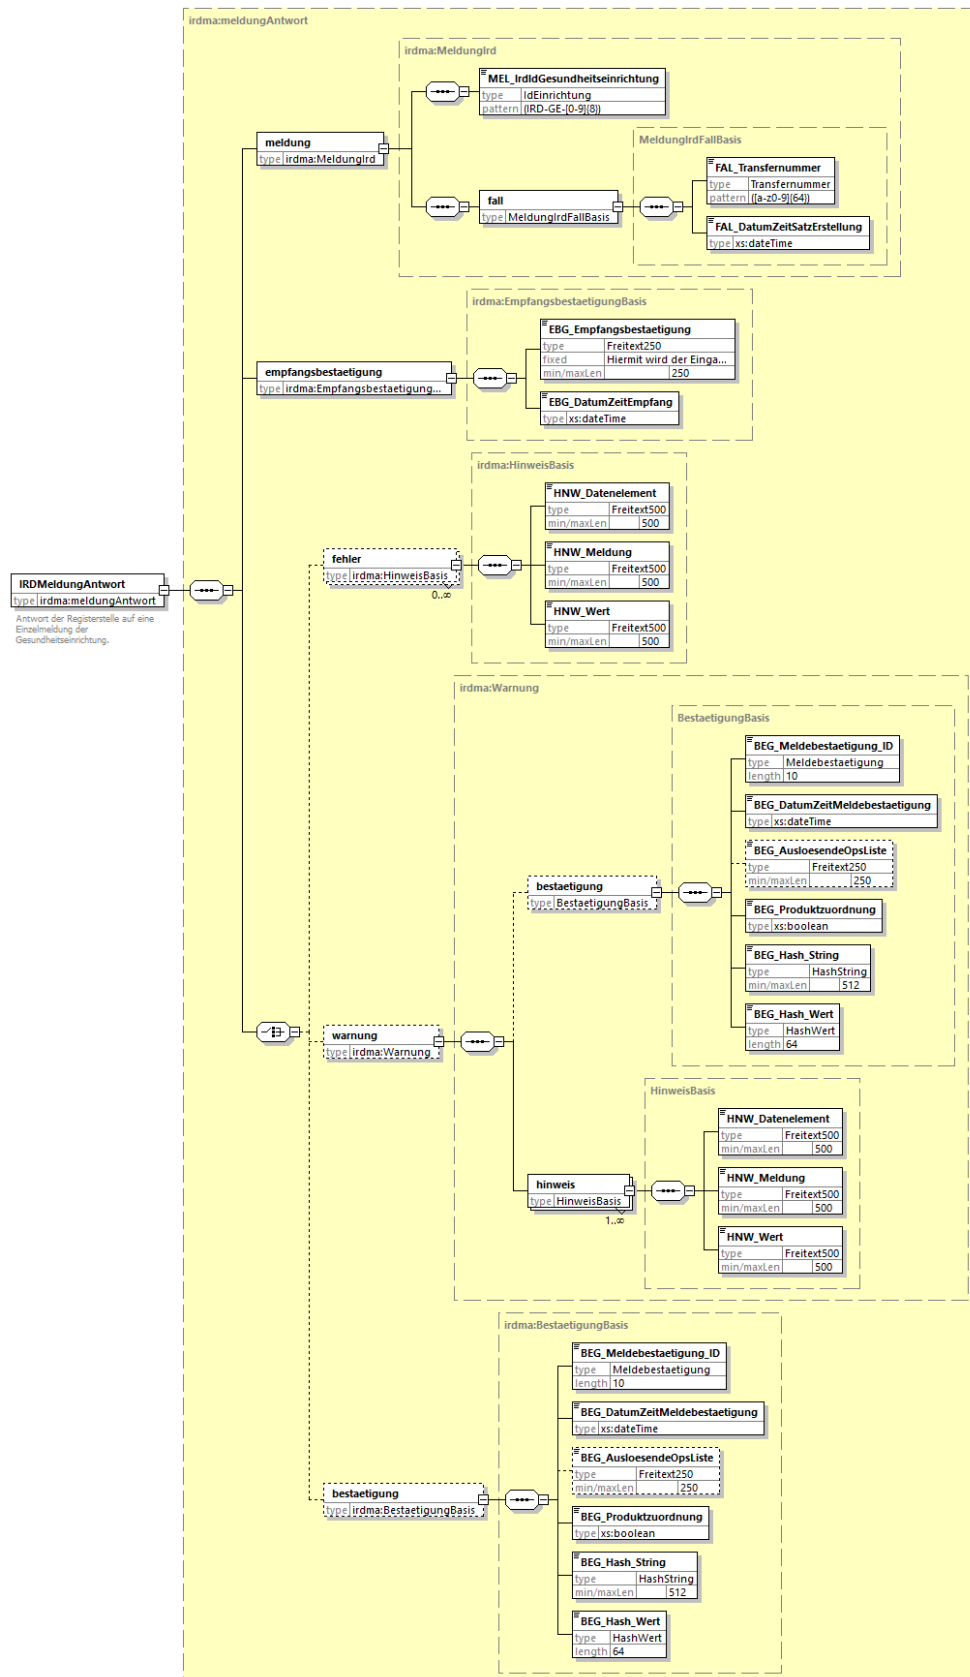 irdma:meldungAntwort
irdma:MeldungIrd
MEL_IrdIdGesundheitseinrichtung
type IdEinrichtung
pattern (IRD-GE-[0-9]{8})
meldung
type irdma:MeldungIrd
MeldungIrdFallBasis
FAL_Transfernummer
type Transfernummer
pattern ([a-z0-9]{64})
fall
type MeldungIrdFallBasis
FAL_DatumZeitSatzErstellung
type xs:dateTime
irdma:EmpfangsbestaetigungBasis
EBG_Empfangsbestaetigung
type Freitext250
fixed Hiermit wird der Einga...
min/maxLen 250
empfangsbestaetigung
type irdma:Empfangsbestaetigung...
EBG_DatumZeitEmpfang
type xs:dateTime
irdma:HinweisBasis
HNW_Datenelement
type Freitext500
min/maxLen 500
fehler
type irdma:HinweisBasis
0..∞
HNW_Meldung
type Freitext500
min/maxLen 500
HNW_Wert
type Freitext500
min/maxLen 500
IRDMeldungAntwort
type irdma:meldungAntwort
Antwort der Registerstelle auf eine
Einzelmeldung der
Gesundheitseinrichtung.
irdma:Warnung
BestaetigungBasis
BEG_Meldebestaetigung_ID
type Meldebestaetigung
length 10
BEG_DatumZeitMeldebestaetigung
type xs:dateTime
BEG_AusloesendeOpsListe
type Freitext250
min/maxLen 250
bestaetigung
type BestaetigungBasis
BEG_Produktzuordnung
type xs:boolean
BEG_Hash_String
type HashString
min/maxLen 512
BEG_Hash_Wert
type HashWert
length 64
warnung
type irdma:Warnung
HinweisBasis
HNW_Datenelement
type Freitext500
min/maxLen 500
hinweis
type HinweisBasis
1..∞
HNW_Meldung
type Freitext500
min/maxLen 500
HNW_Wert
type Freitext500
min/maxLen 500
irdma:BestaetigungBasis
BEG_Meldebestaetigung_ID
type Meldebestaetigung
length 10
BEG_DatumZeitMeldebestaetigung
type xs:dateTime
BEG_AusloesendeOpsListe
type Freitext250
min/maxLen 250
bestaetigung
type irdma:BestaetigungBasis
BEG_Produktzuordnung
type xs:boolean
BEG_Hash_String
type HashString
min/maxLen 512
BEG_Hash_Wert
type HashWert
length 64